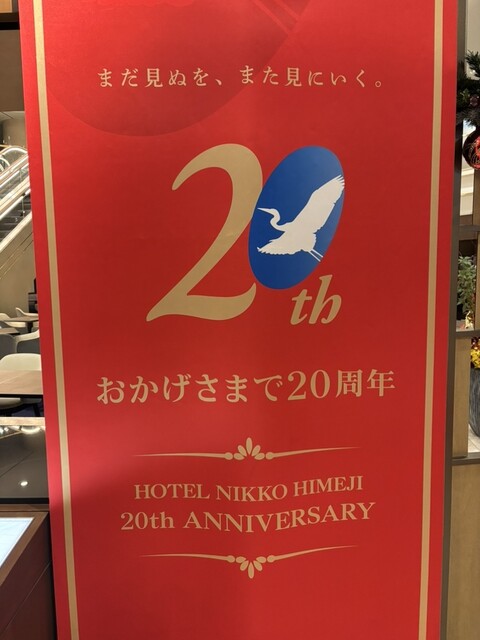 まだ見ぬを、また見にいく。
20th
おかげさまで20周年
HOTEL NIKKO HIMEJI
20th ANNIVERSARY